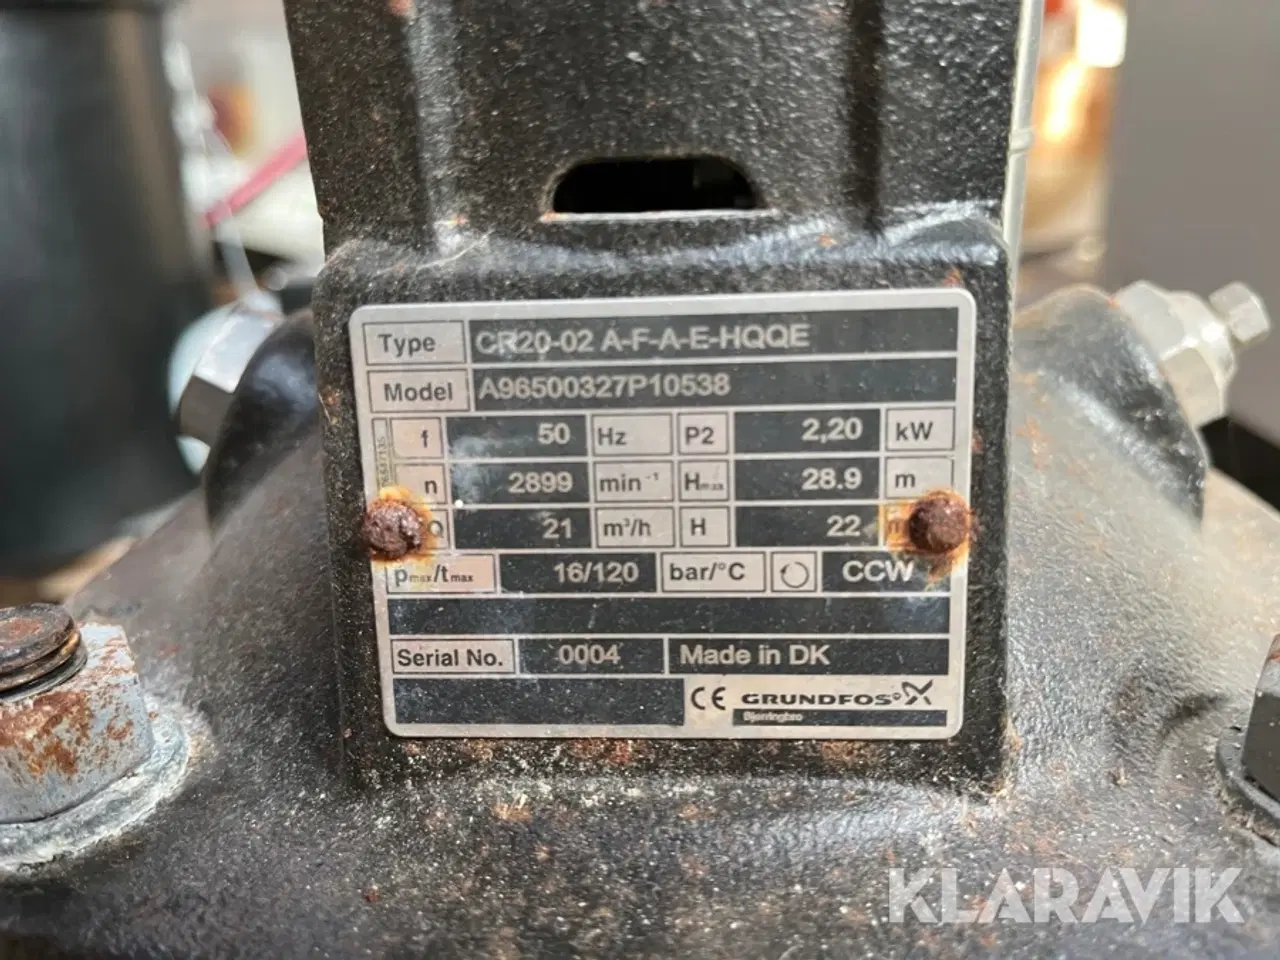 Type CR20-02 A-F-A-E-HQQE
Model A96500327P10538
f 50 Hz P2 2,20 kW
n 2899 min⁻¹ Hmax 28.9 m
Q 21 m³/h H 22 m
pmax/tmax 16/120 bar/°C CCW
Serial No. 0004 Made in DK
CE GRUNDFOS
Bjerringbro
KLARAVIK